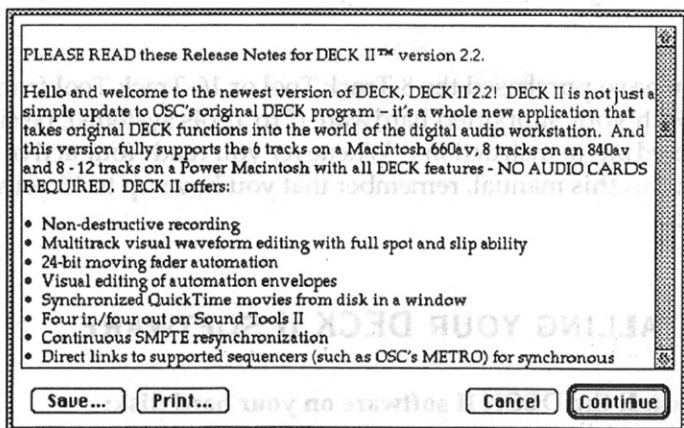 PLEASE READ these Release Notes for DECK II™ version 2.2.
Hello and welcome to the newest version of DECK, DECK II 2.2! DECK II is not just a
simple update to OSC's original DECK program - it's a whole new application that
takes original DECK functions into the world of the digital audio workstation. And
this version fully supports the 6 tracks on a Macintosh 660av, 8 tracks on an 840av
and 8 - 12 tracks on a Power Macintosh with all DECK features - NO AUDIO CARDS
REQUIRED. DECK II offers:
• Non-destructive recording
• Multitrack visual waveform editing with full spot and slip ability
• 24-bit moving fader automation
• Visual editing of automation envelopes
• Synchronized QuickTime movies from disk in a window
• Four in/four out on Sound Tools II
• Continuous SMPTE resynchronization
• Direct links to supported sequencers (such as OSC's METRO) for synchronous
Save... Print... Cancel Continue